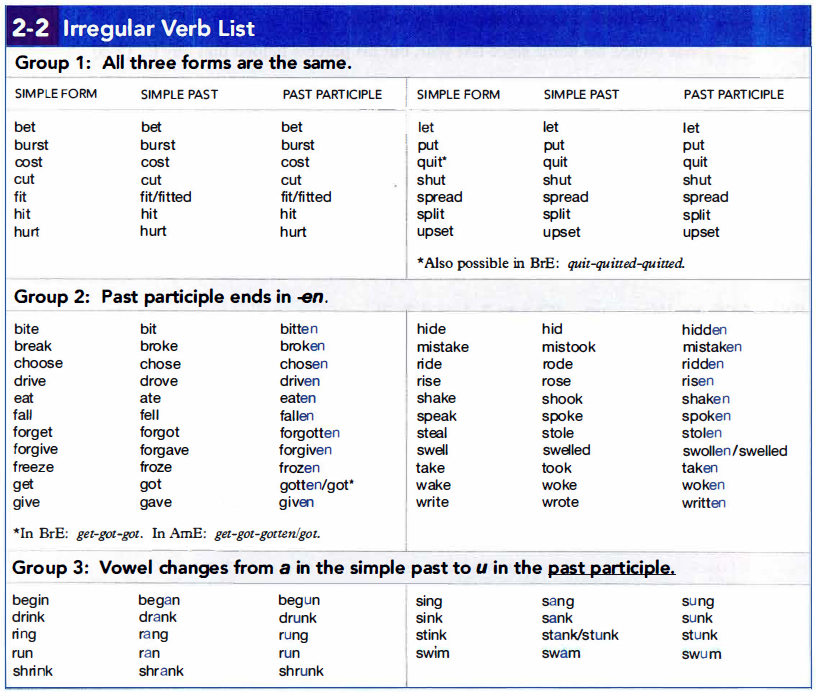 2-2 Irregular Verb List
Group 1: All three forms are the same.
SIMPLE FORM SIMPLE PAST PAST PARTICIPLE SIMPLE FORM SIMPLE PAST PAST PARTICIPLE
bet bet bet let let let
burst burst burst put put put
cost cost cost quit* quit quit
cut cut cut shut shut shut
fit fit/fitted fit/fitted spread spread spread
hit hit hit split split split
hurt hurt hurt upset upset upset
*Also possible in BrE: quit-quitted-quitted.
Group 2: Past participle ends in -en.
bite bit bitten hide hid hidden
break broke broken mistake mistook mistaken
choose chose chosen ride rode ridden
drive drove driven rise rose risen
eat ate eaten shake shook shaken
fall fell fallen speak spoke spoken
forget forgot forgotten steal stole stolen
forgive forgave forgiven swell swelled swollen/swelled
freeze froze frozen take took taken
get got gotten/got* wake woke woken
give gave given write wrote written
*In BrE: get-got-got. In AmE: get-got-gotten/got.
Group 3: Vowel changes from a in the simple past to u in the past participle.
begin began begun sing sang sung
drink drank drunk sink sank sunk
ring rang rung stink stank/stunk stunk
run ran run swim swam swum
shrink shrank shrunk